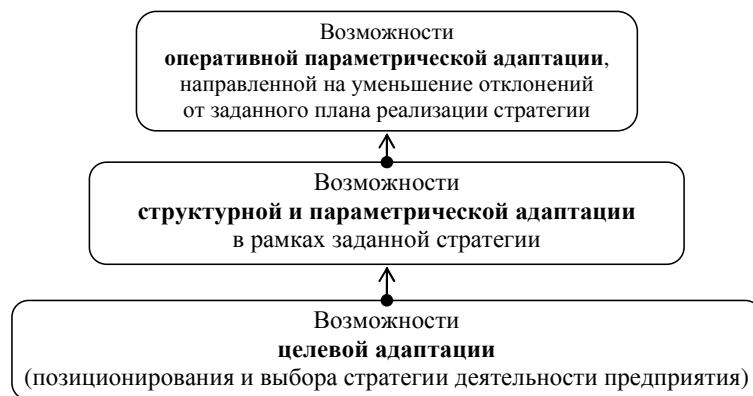 Возможности
оперативной параметрической адаптации,
направленной на уменьшение отклонений
от заданного плана реализации стратегии
Возможности
структурной и параметрической адаптации
в рамках заданной стратегии
Возможности
целевой адаптации
(позиционирования и выбора стратегии деятельности предприятия)